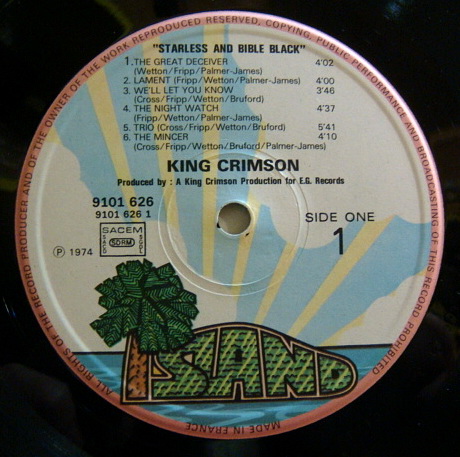 ALL RIGHTS OF THE RECORD PRODUCER AND OF THE OWNER OF THE WORK REPRODUCED RESERVED, COPYING, PUBLIC PERFORMANCE AND BROADCASTING OF THIS RECORD PROHIBITED
"STARLESS AND BIBLE BLACK"
1. THE GREAT DECEIVER 4'02
(Wetton/Fripp/Palmer-James)
2. LAMENT (Fripp/Wetton/Palmer-James) 4'00
3. WE'LL LET YOU KNOW 3'46
(Cross/Fripp/Wetton/Bruford)
4. THE NIGHT WATCH 4'37
(Fripp/Wetton/Palmer-James)
5. TRIO (Cross/Fripp/Wetton/Bruford) 5'41
6. THE MINCER 4'10
(Cross/Fripp/Wetton/Bruford/Palmer-James)
KING CRIMSON
Produced by : A King Crimson Production for E.G. Records
9101 626
9101 626 1
SIDE ONE
1
SACEM
SACD SDRM SGDL
℗ 1974
ISLAND
MADE IN FRANCE